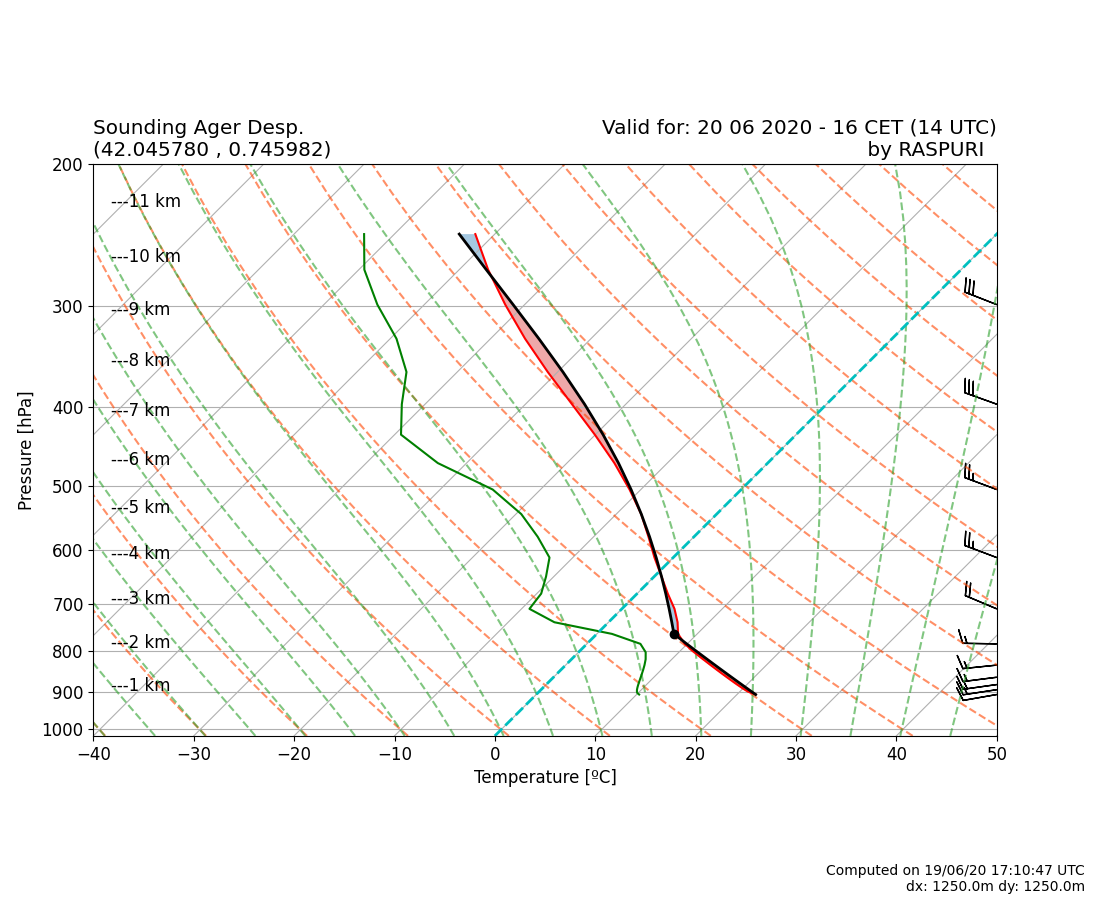 Sounding Ager Desp.
(42.045780 , 0.745982)
Valid for: 20 06 2020 - 16 CET (14 UTC)
by RASPURI
200
300
400
500
600
700
800
900
1000
Pressure [hPa]
---11 km
---10 km
---9 km
---8 km
---7 km
---6 km
---5 km
---4 km
---3 km
---2 km
---1 km
−40 −30 −20 −10 0 10 20 30 40 50
Temperature [ºC]
Computed on 19/06/20 17:10:47 UTC
dx: 1250.0m dy: 1250.0m